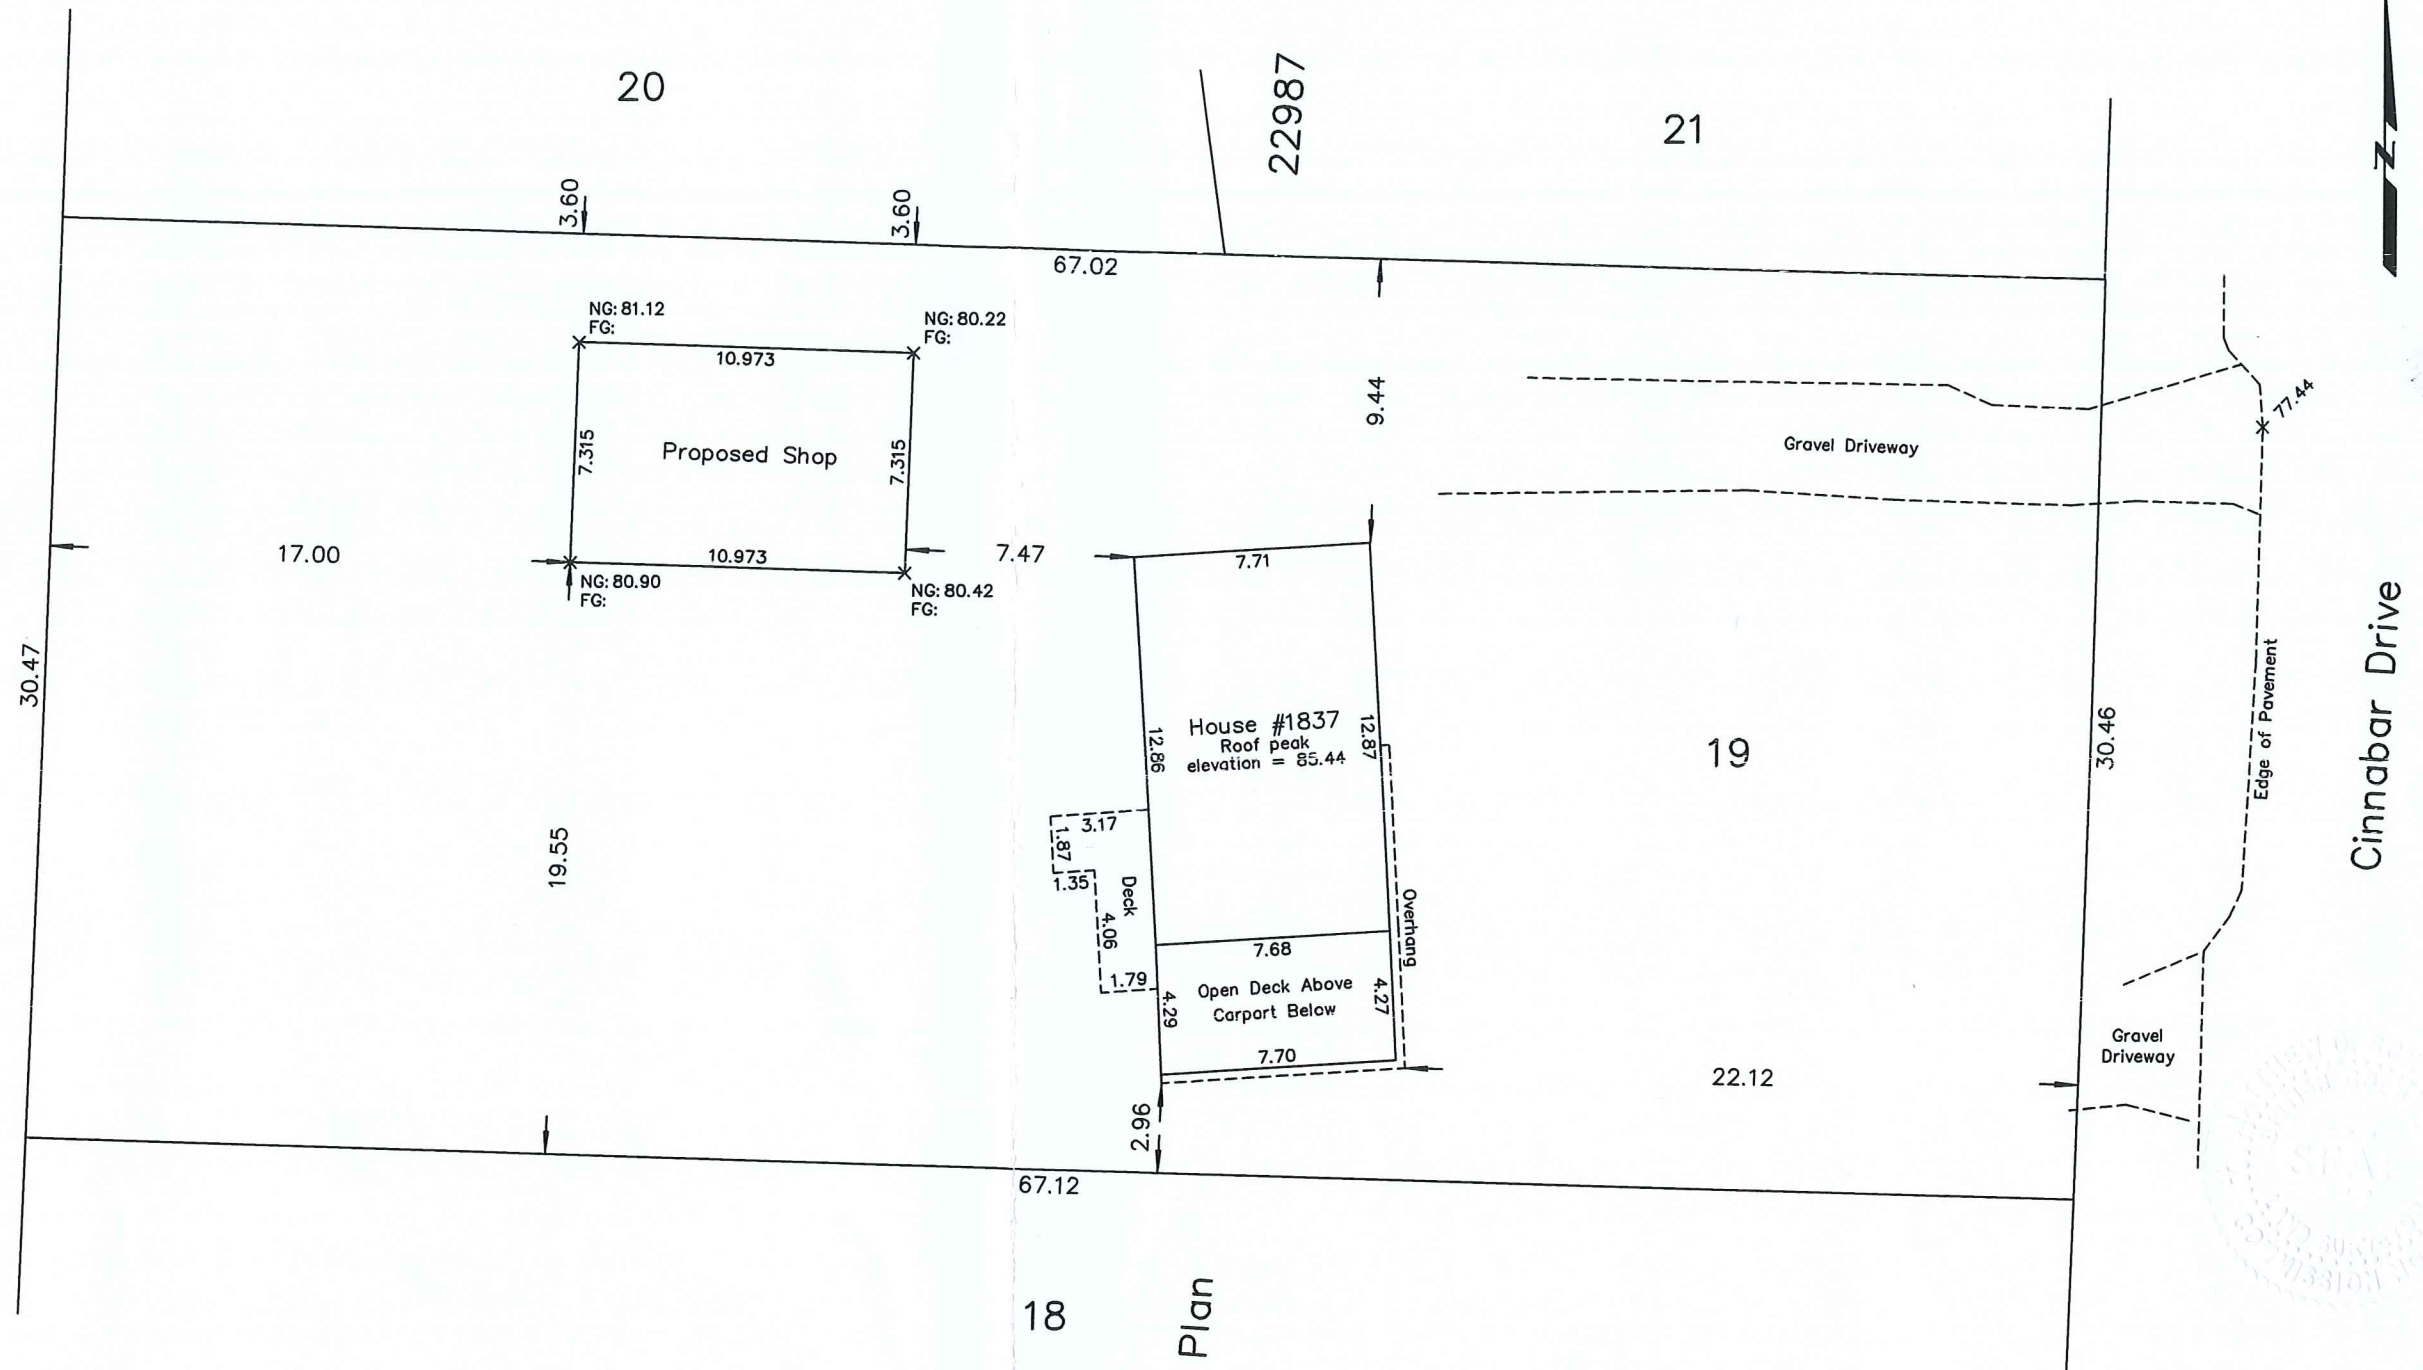 20
22987
21
Z
3.60
3.60
67.02
NG: 81.12
FG:
NG: 80.22
FG:
10.973
7.315
Proposed Shop
7.315
9.44
77.44
Gravel Driveway
17.00
10.973
7.47
7.71
NG: 80.90
FG:
NG: 80.42
FG:
30.47
House #1837
Roof peak
elevation = 85.44
12.86
12.87
19
30.46
Edge of Pavement
Cinnabar Drive
19.55
3.17
1.87
1.35
Deck
4.06
1.79
Overhang
7.68
Open Deck Above
Carport Below
4.29
4.27
7.70
Gravel
Driveway
22.12
2.96
67.12
18
Plan
SEAL